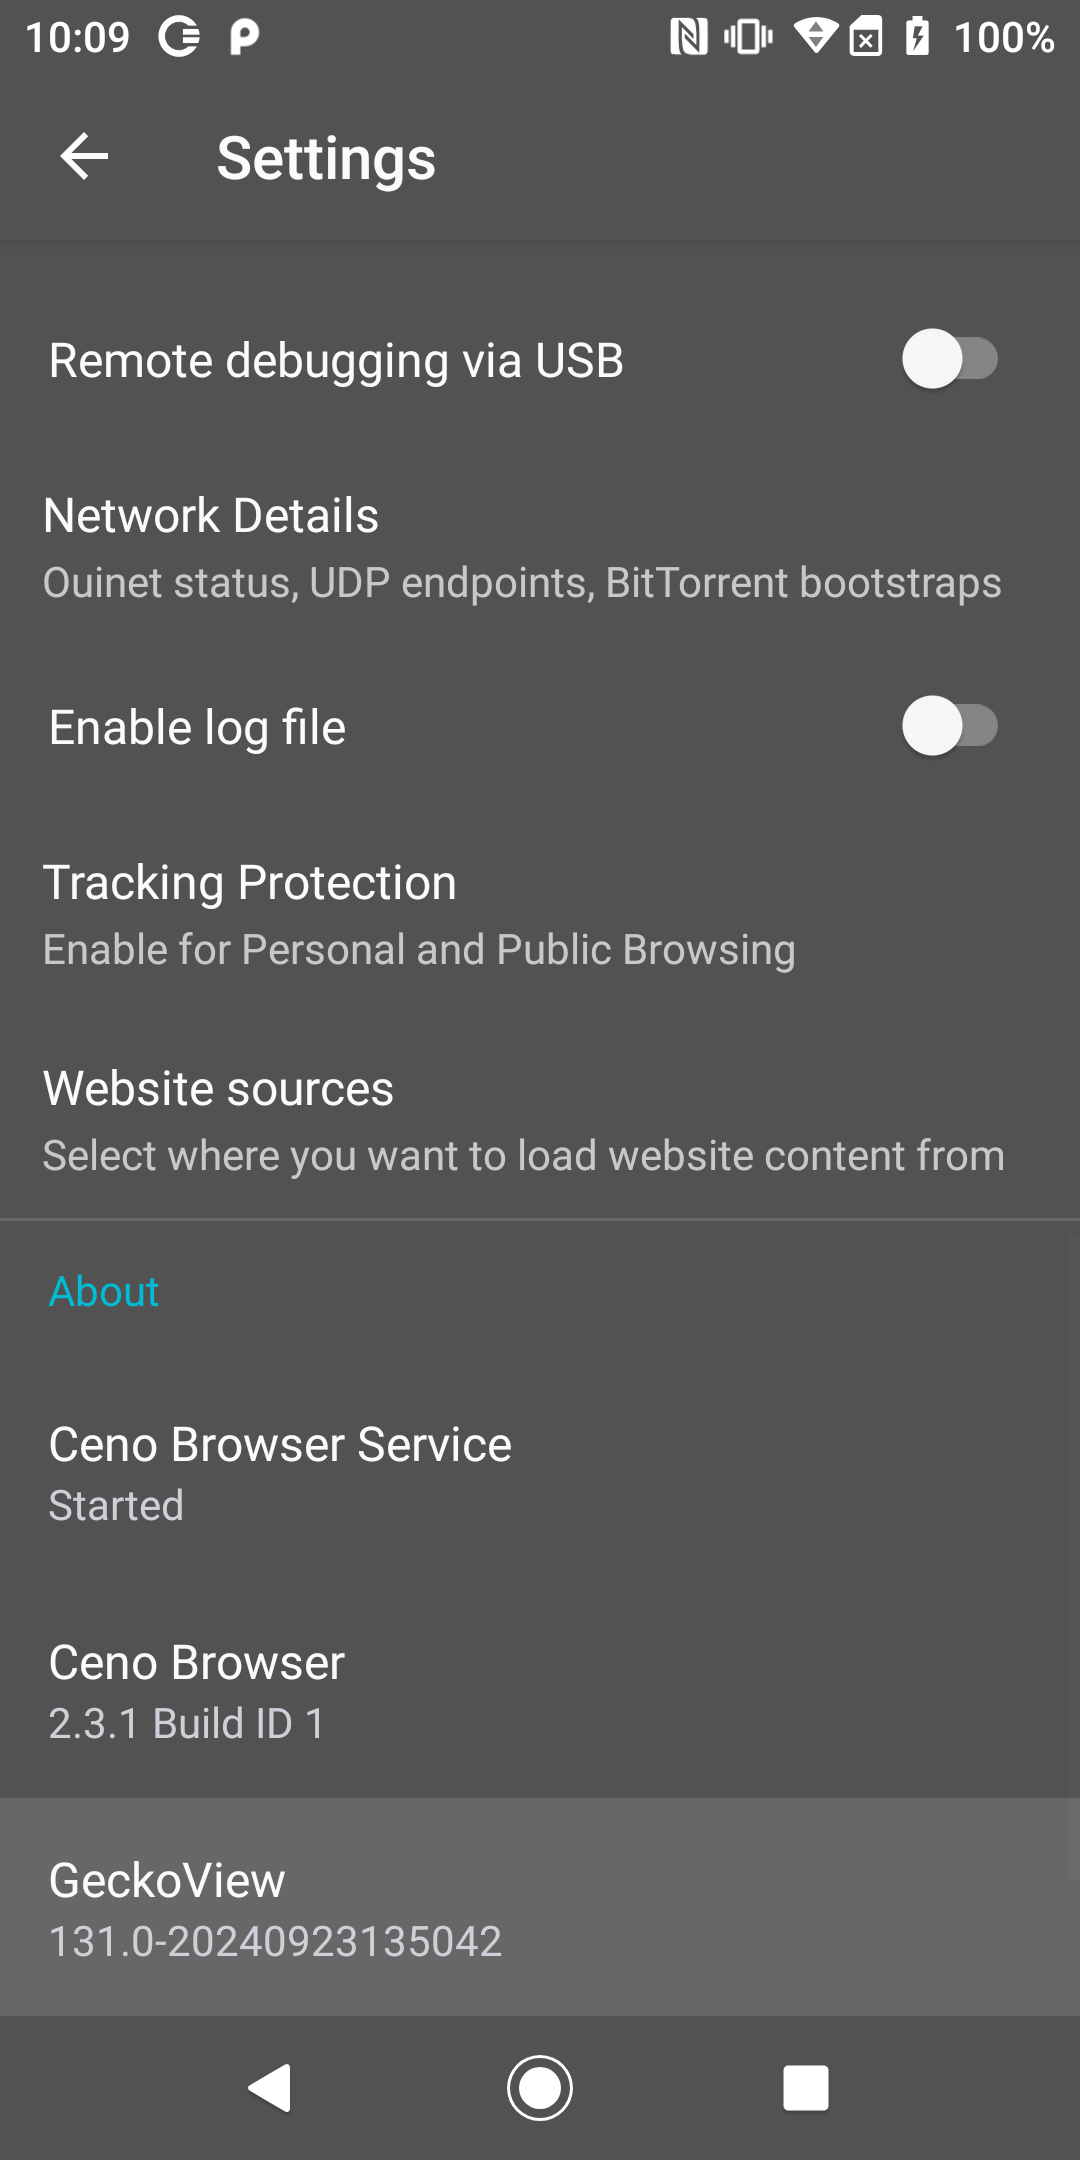 10:09
100%
Settings
Remote debugging via USB
Network Details
Ouinet status, UDP endpoints, BitTorrent bootstraps
Enable log file
Tracking Protection
Enable for Personal and Public Browsing
Website sources
Select where you want to load website content from
About
Ceno Browser Service
Started
Ceno Browser
2.3.1 Build ID 1
GeckoView
131.0-20240923135042